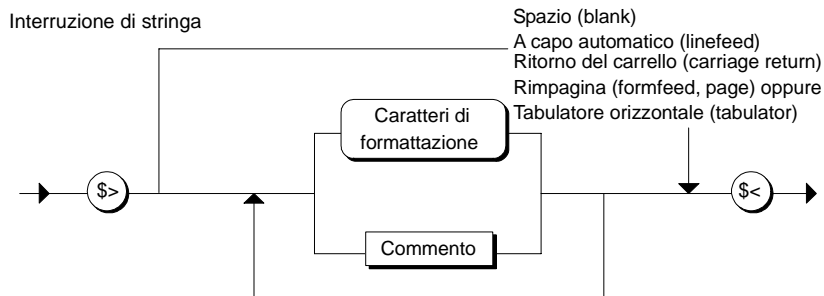 Interruzione di stringa
Spazio (blank)
A capo automatico (linefeed)
Ritorno del carrello (carriage return)
Rimpagina (formfeed, page) oppure
Tabulatore orizzontale (tabulator)
Caratteri di
formattazione
$>
$<
Commento